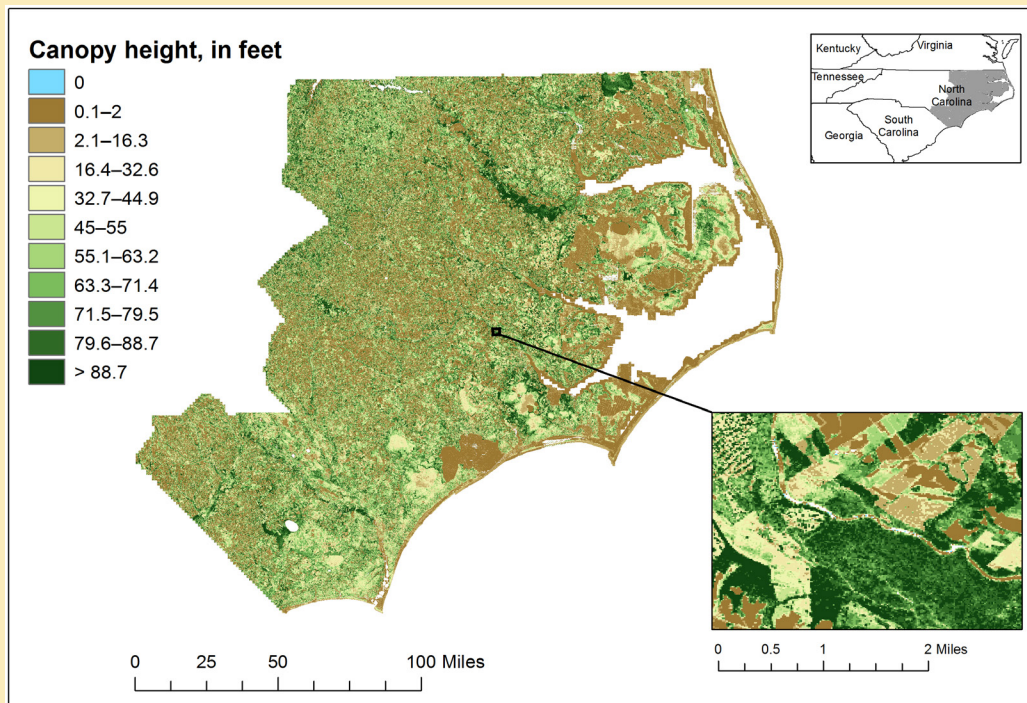 Canopy height, in feet
0
0.1–2
2.1–16.3
16.4–32.6
32.7–44.9
45–55
55.1–63.2
63.3–71.4
71.5–79.5
79.6–88.7
> 88.7
Kentucky
Virginia
Tennessee
North
Carolina
South
Carolina
Georgia
0 25 50 100 Miles
0 0.5 1 2 Miles